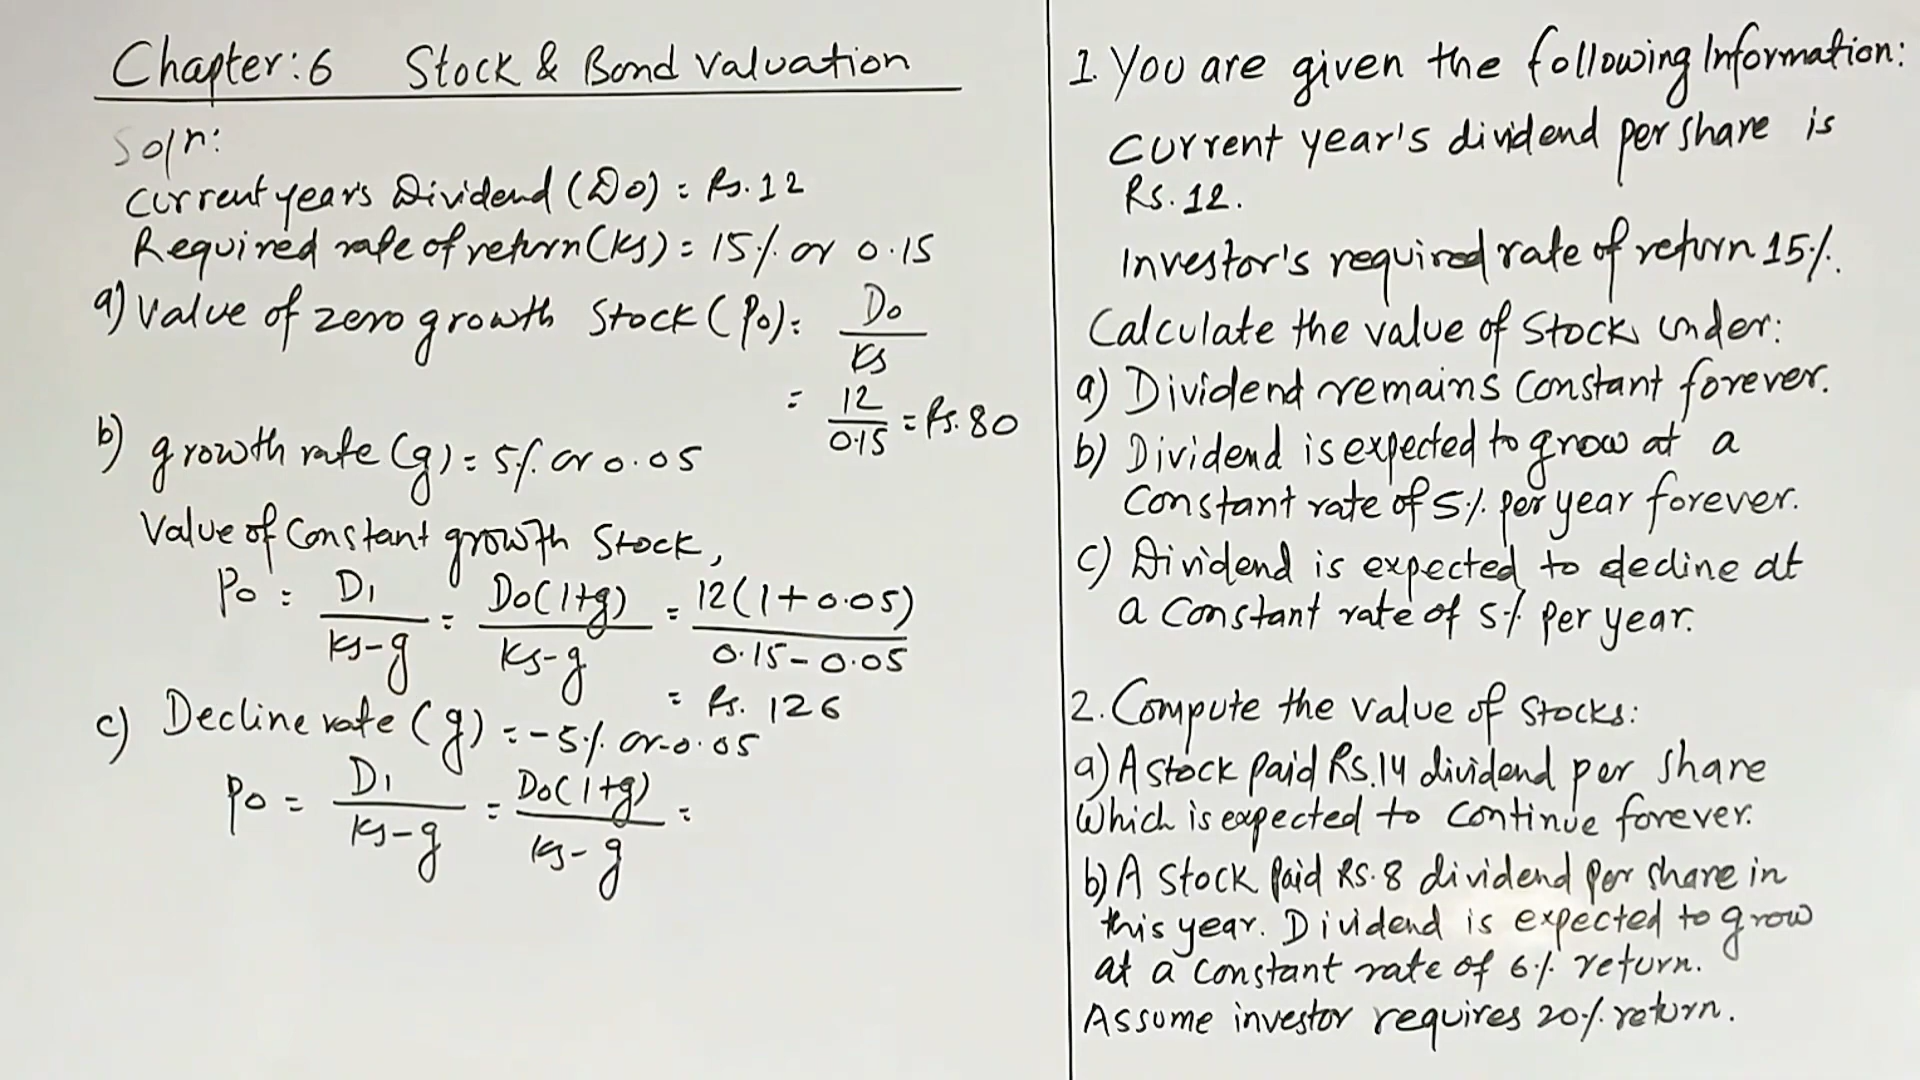 Chapter: 6 Stock & Bond Valuation
Soln:
Current year's Dividend (D0) = Rs. 12
Required rate of return (Ks) = 15% or 0.15
a) Value of zero growth Stock (P0) = D0 / Ks
= 12 / 0.15 = Rs. 80
b) growth rate (g) = 5% or 0.05
Value of Constant growth Stock,
P0 = D1 / Ks-g = D0(1+g) / Ks-g = 12(1+0.05) / 0.15-0.05
= Rs. 126
c) Decline rate (g) = -5% or -0.05
P0 = D1 / Ks-g = D0(1+g) / Ks-g =
1. You are given the following Information:
Current year's dividend per share is
Rs. 12.
Investor's required rate of return 15%.
Calculate the value of Stock under:
a) Dividend remains Constant forever.
b) Dividend is expected to grow at a
Constant rate of 5% per year forever.
c) Dividend is expected to decline at
a Constant rate of 5% per year.
2. Compute the value of Stocks:
a) A stock paid Rs.14 dividend per share
Which is expected to Continue forever.
b) A Stock paid Rs. 8 dividend per share in
this year. Dividend is expected to grow
at a Constant rate of 6% return.
Assume investor requires 20% return.